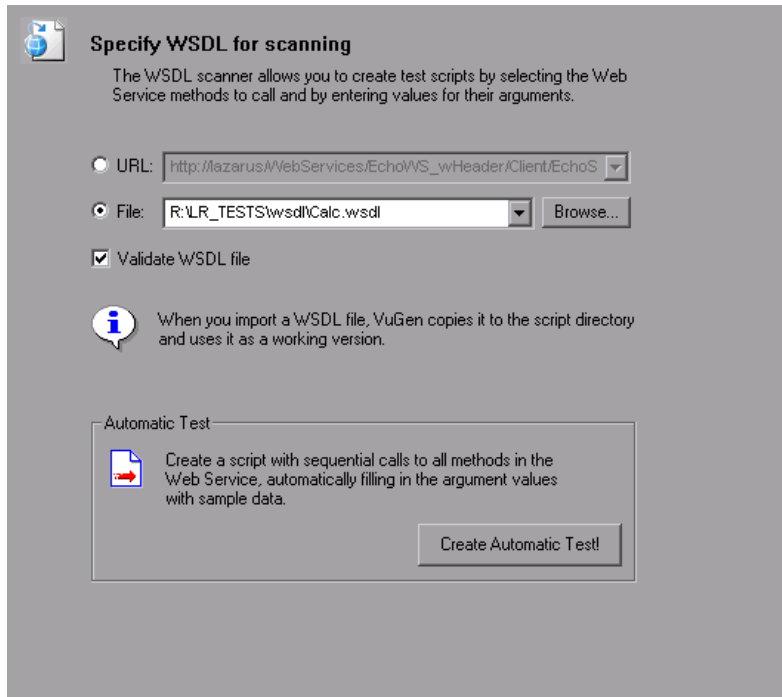 Specify WSDL for scanning
The WSDL scanner allows you to create test scripts by selecting the Web
Service methods to call and by entering values for their arguments.
URL: http://lazarus/WebServices/EchoWS_wHeader/Client/EchoS
File: R:\LR_TESTS\wsdl\Calc.wsdl Browse...
Validate WSDL file
When you import a WSDL file, VuGen copies it to the script directory
and uses it as a working version.
Automatic Test
Create a script with sequential calls to all methods in the
Web Service, automatically filling in the argument values
with sample data.
Create Automatic Test!